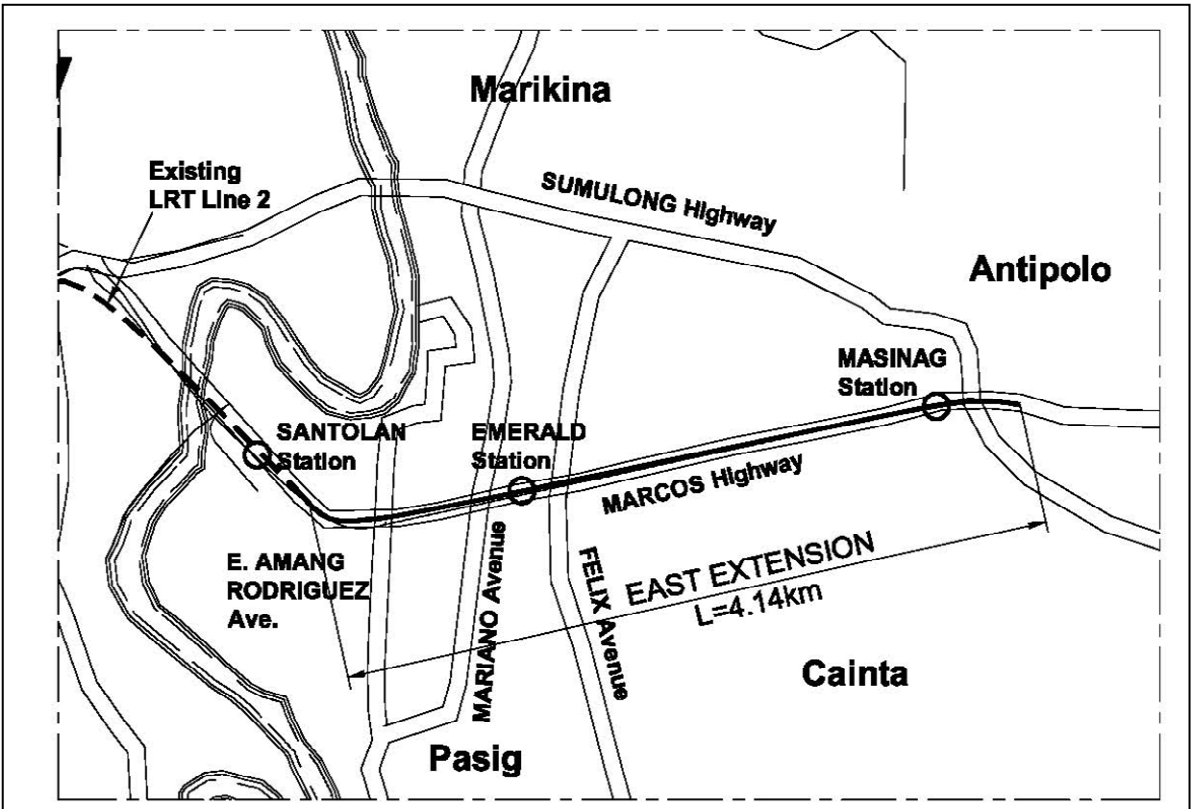 Marikina
Existing
LRT Line 2
SUMULONG Highway
Antipolo
MASINAG
Station
SANTOLAN
Station
EMERALD
Station
MARCOS Highway
E. AMANG
RODRIGUEZ
Ave.
MARIANO Avenue
FELIX Avenue
EAST EXTENSION
L=4.14km
Cainta
Pasig